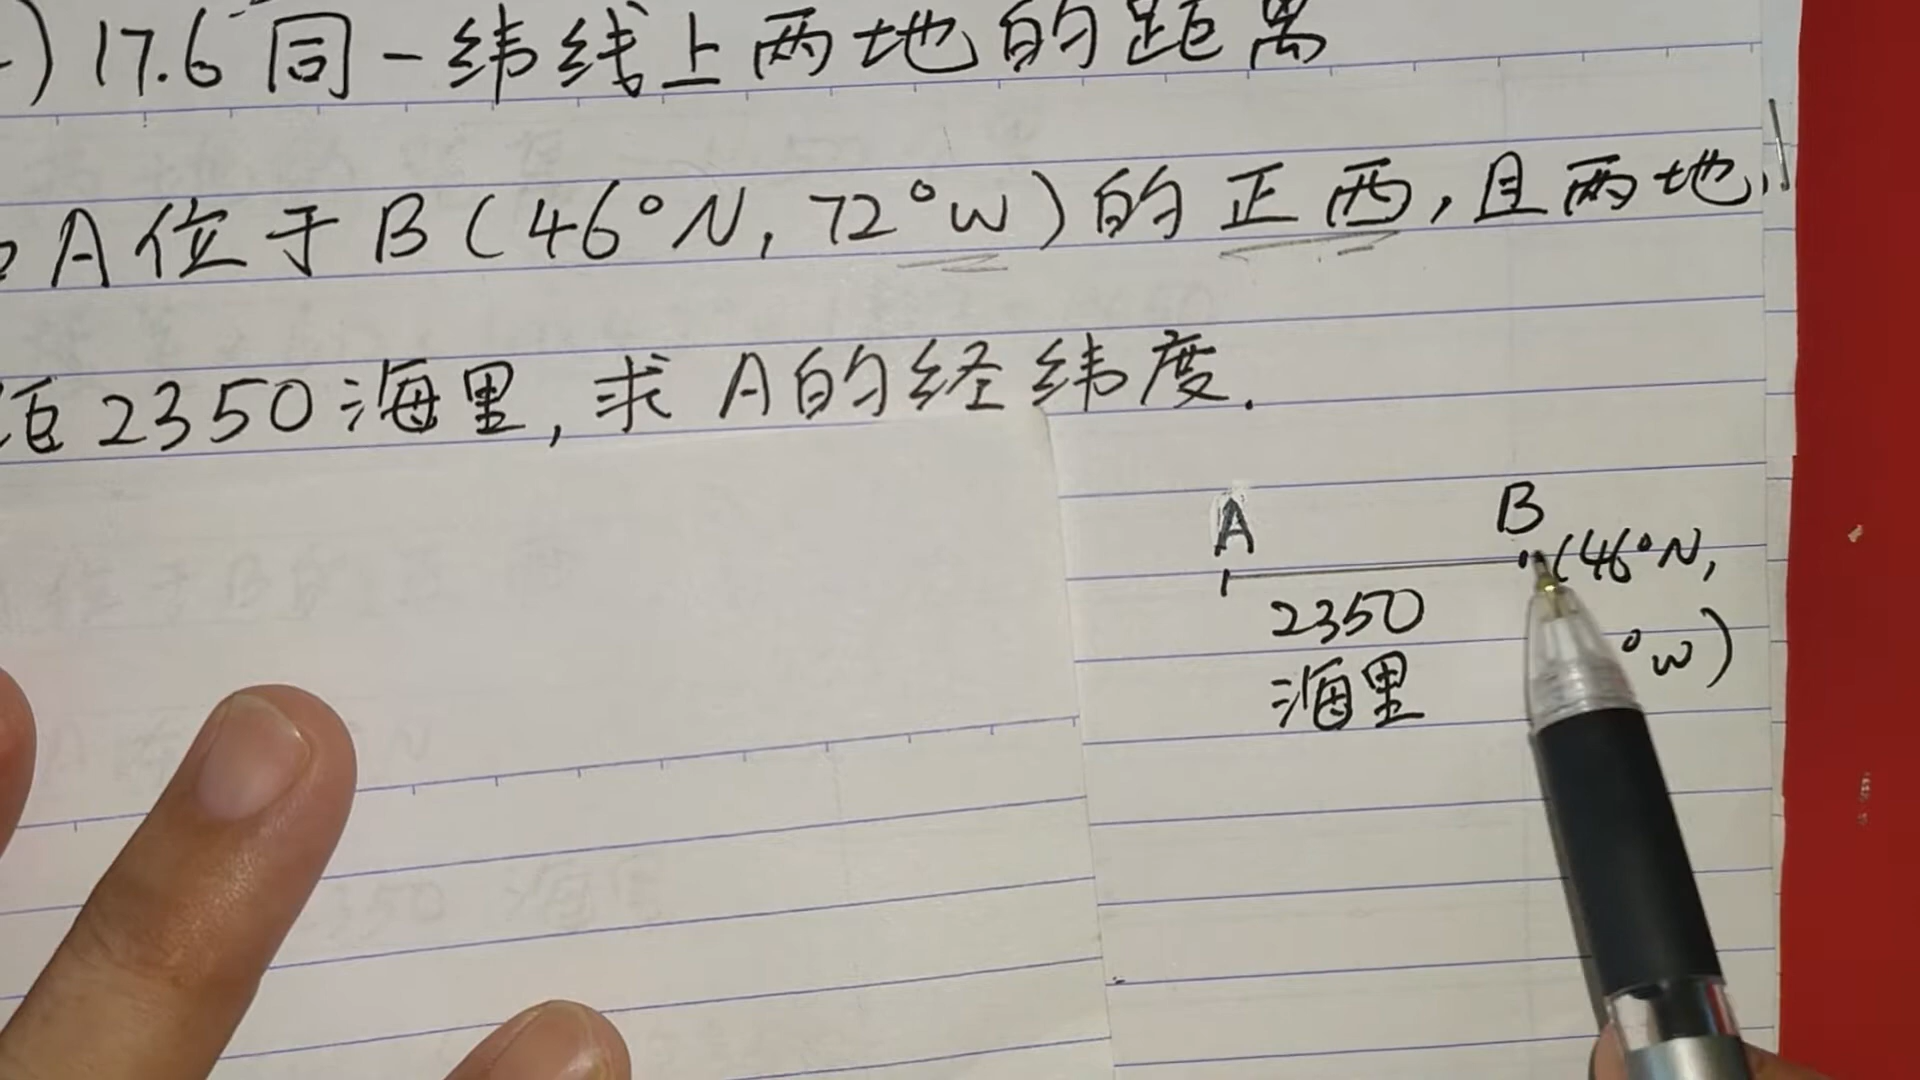 ) 17.6 同一纬线上两地的距离
A位于B(46°N, 72°W)的正西,且两地
距2350海里,求A的经纬度.
A
B
(46°N,
°W)
2350
海里